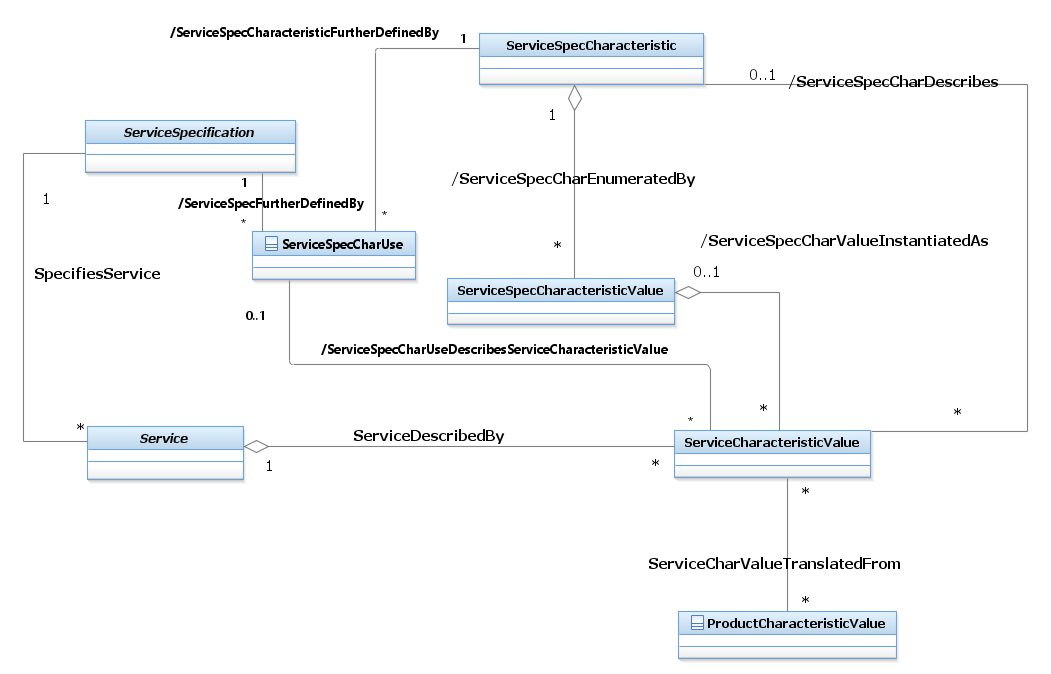 /ServiceSpecCharacteristicFurtherDefinedBy
1
ServiceSpecCharacteristic
0..1
/ServiceSpecCharDescribes
1
ServiceSpecification
1
/ServiceSpecFurtherDefinedBy
*
*
/ServiceSpecCharEnumeratedBy
*
1
SpecifiesService
ServiceSpecCharUse
/ServiceSpecCharValueInstantiatedAs
0..1
ServiceSpecCharacteristicValue
0..1
/ServiceSpecCharUseDescribesServiceCharacteristicValue
*
*
*
*
Service
1
ServiceDescribedBy
*
ServiceCharacteristicValue
*
ServiceCharValueTranslatedFrom
*
ProductCharacteristicValue